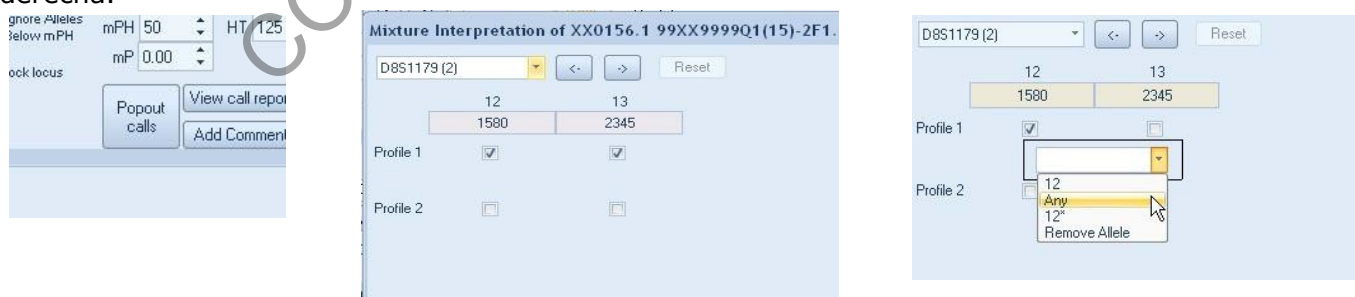 derecha.
gnore Alleles
Below mPH
mPH 50
HT 125
mP 0.00
ock locus
Popout calls
View call repor
Add Comment
Mixture Interpretation of XX0156.1 99XX9999Q1(15)-2F1.
D8S1179 (2)
<-
->
Reset
12 13
1580 2345
Profile 1
Profile 2
D8S1179 (2)
<-
->
Reset
12 13
1580 2345
Profile 1
12
Any
12*
Remove Allele
Profile 2
CO